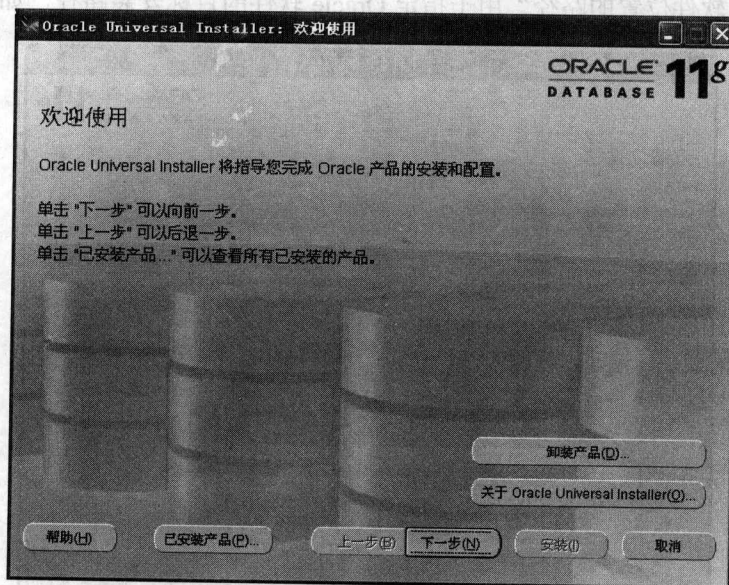 Oracle Universal Installer: 欢迎使用
ORACLE 11g
DATABASE
欢迎使用
Oracle Universal Installer 将指导您完成 Oracle 产品的安装和配置。
单击 "下一步" 可以向前一步。
单击 "上一步" 可以后退一步。
单击 "已安装产品..." 可以查看所有已安装的产品。
卸装产品(D)...
关于 Oracle Universal Installer(O)...
帮助(H) 已安装产品(P)... 上一步(B) 下一步(N) 安装(I) 取消